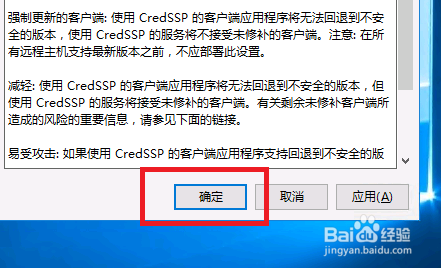 强制更新的客户端: 使用 CredSSP 的客户端应用程序将无法回退到不安
全的版本，使用 CredSSP 的服务将不接受未修补的客户端。注意: 在所
有远程主机支持最新版本之前，不应部署此设置。
减轻: 使用 CredSSP 的客户端应用程序将无法回退到不安全的版本，但
使用 CredSSP 的服务将接受未修补的客户端。有关剩余未修补客户端所
造成的风险的重要信息，请参见下面的链接。
易受攻击: 如果使用 CredSSP 的客户端应用程序支持回退到不安全的版
确定 取消 应用(A)
Baidu 经验
jingyan.baidu.com